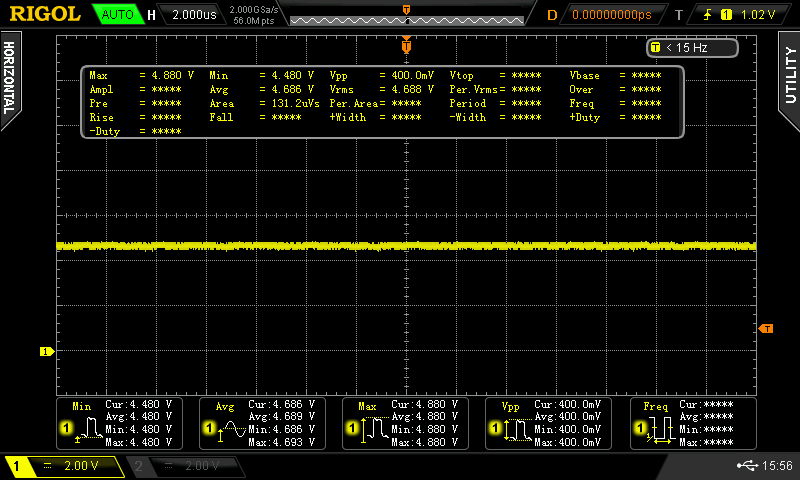 RIGOL AUTO H 2.000us 2.000GSa/s 56.0M pts D 0.00000000ps T 1 1.02 V
T
T < 15 Hz
HORIZONTAL
UTILITY
Max = 4.880 V Min = 4.480 V Vpp = 400.0mV Vtop = ***** Vbase = *****
Ampl = ***** Avg = 4.686 V Vrms = 4.688 V Per.Vrms= ***** Over = *****
Pre = ***** Area = 131.2uVs Per.Area= ***** Period = ***** Freq = *****
Rise = ***** Fall = ***** +Width = ***** -Width = ***** +Duty = *****
-Duty = *****
T
1
Min Cur:4.480 V Avg:4.480 V Min:4.480 V Max:4.480 V
1
Avg Cur:4.686 V Avg:4.689 V Min:4.686 V Max:4.693 V
1
Max Cur:4.880 V Avg:4.880 V Min:4.880 V Max:4.880 V
1
Vpp Cur:400.0mV Avg:400.0mV Min:400.0mV Max:400.0mV
1
Freq Cur:***** Avg:***** Min:***** Max:*****
1
1 2.00 V 2 2.00 V 15:56